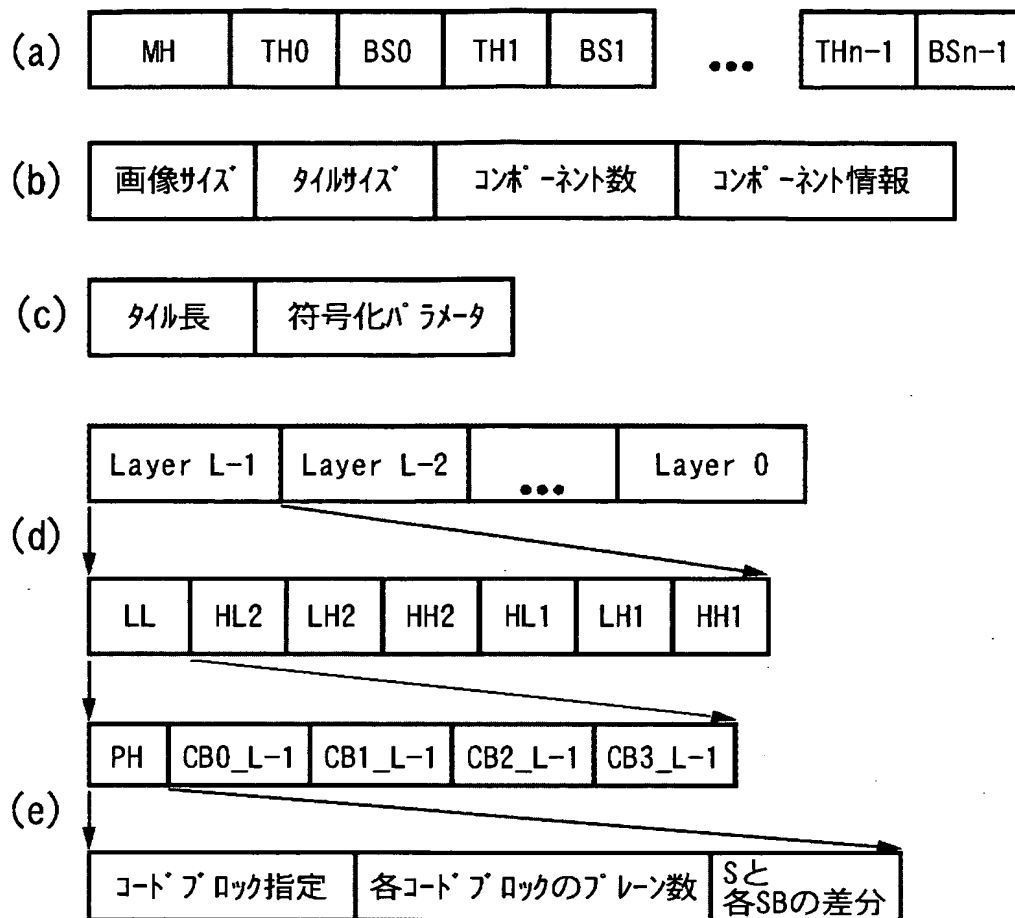 (a) MH TH0 BS0 TH1 BS1 ••• THn-1 BSn-1
(b) 画像ｻｲｽﾞ ﾀｲﾙｻｲｽﾞ ｺﾝﾎﾟｰﾈﾝﾄ数 ｺﾝﾎﾟｰﾈﾝﾄ情報
(c) ﾀｲﾙ長 符号化ﾊﾟﾗﾒｰﾀ
Layer L-1 Layer L-2 ••• Layer 0
(d)
LL HL2 LH2 HH2 HL1 LH1 HH1
PH CB0_L-1 CB1_L-1 CB2_L-1 CB3_L-1
(e)
ｺｰﾄﾞﾌﾞﾛｯｸ指定 各ｺｰﾄﾞﾌﾞﾛｯｸのﾌﾟﾚｰﾝ数 Sと
各SBの差分